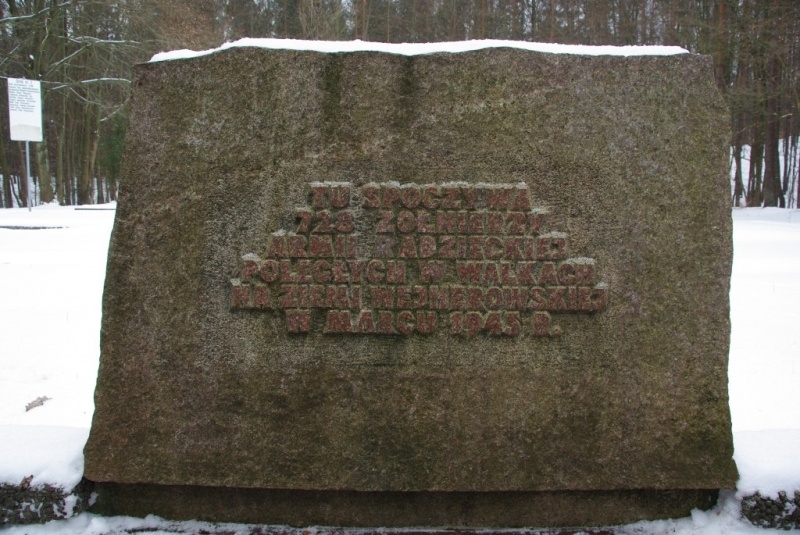 TU SPOCZYWA
728 ŻOŁNIERZY
ARMII RADZIECKIEJ
POLEGŁYCH W WALKACH
NA ZIEMI WEJHEROWSKIEJ
W MARCU 1945 R.